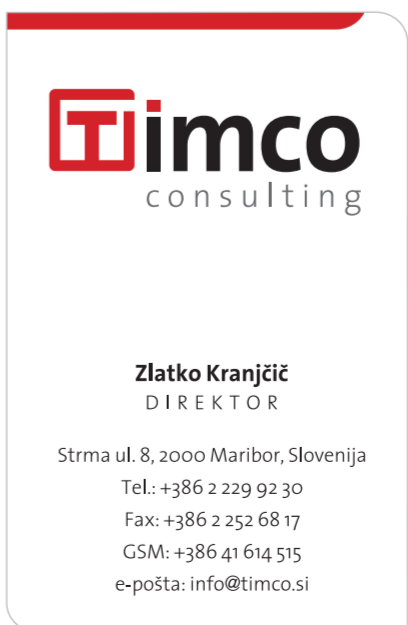 Timco
consulting
Zlatko Kranjčič
DIREKTOR
Strma ul. 8, 2000 Maribor, Slovenija
Tel.: +386 2 229 92 30
Fax: +386 2 252 68 17
GSM: +386 41 614 515
e-pošta: info@timco.si